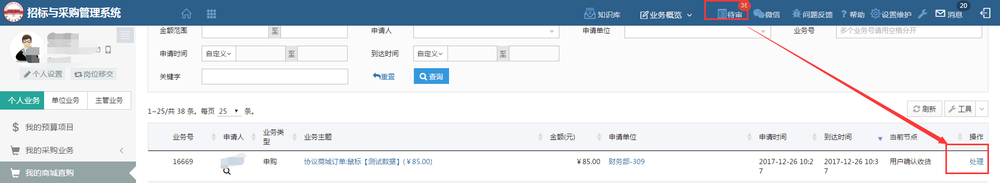 招标与采购管理系统 知识库 业务概览 待审 38 微信 问题反馈 ? 帮助 设置维护 消息 20
个人设置 岗位移交
个人业务 单位业务 主管业务
我的预算项目
我的采购业务
我的商城直购
金额范围 至 申请人 申请单位 业务号 多个业务号请用空格分开
申请时间 自定义 至 到达时间 自定义 至
关键字 重置 查询
1~25/共 38 条。每页 25 条。 刷新 工具
业务号 申请人 业务类型 业务主题 金额(元) 申请单位 申请时间 到达时间 当前节点 操作
16669 申购 协议商城订单:鼠标【测试数据】(￥85.00) ￥85.00 财务部-309 2017-12-26 10:27 2017-12-26 10:37 用户确认收货 处理